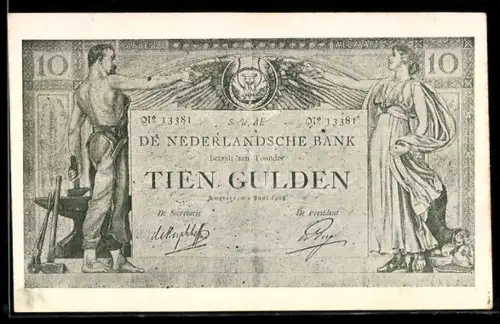 10 10
Nº 13381 Nº 13381
DE NEDERLANDSCHE BANK
betaalt aan Toonder
TIEN GULDEN
De Secretaris De President